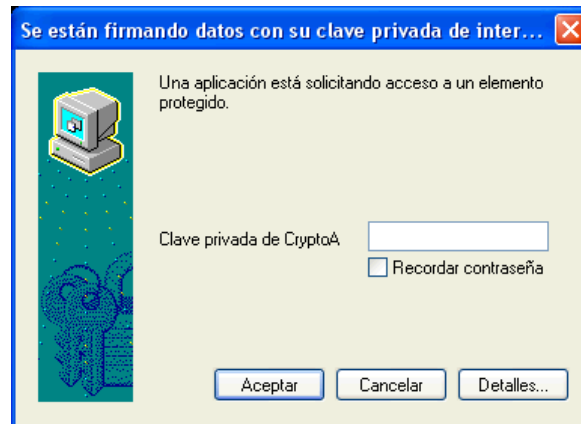 Se están firmando datos con su clave privada de inter...
Una aplicación está solicitando acceso a un elemento
protegido.
Clave privada de CryptoA
Recordar contraseña
Aceptar Cancelar Detalles...